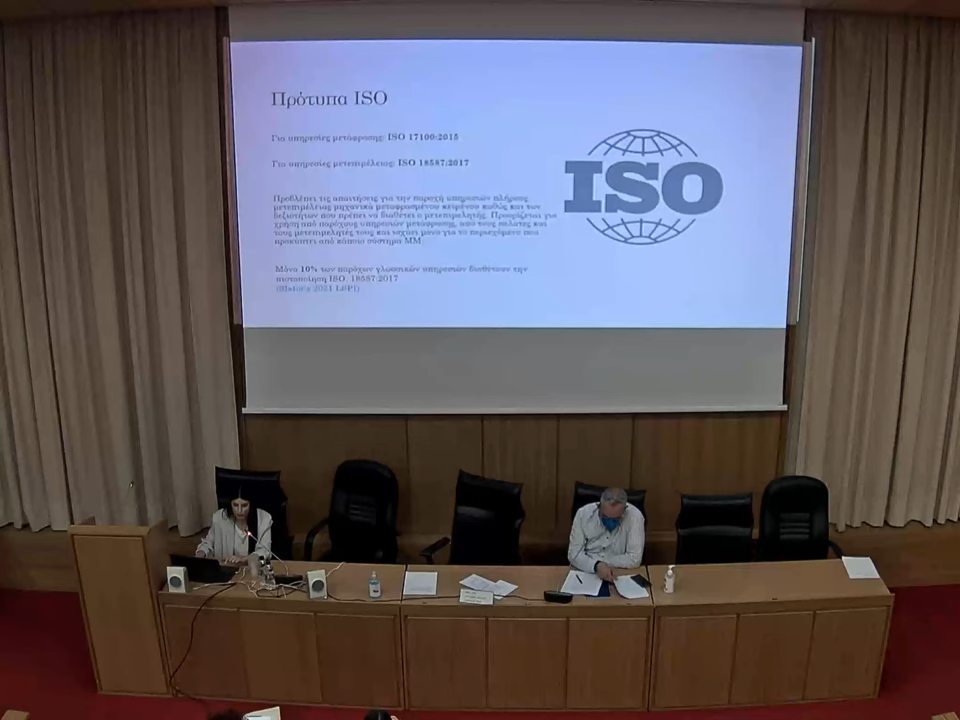 Πρότυπα ISO
Για υπηρεσίες μετάφρασης: ISO 17100:2015
Για υπηρεσίες μετεπιμέλειας: ISO 18587:2017
ISO
Προβλέπει τις απαιτήσεις για την παροχή υπηρεσιών πλήρους
μετεπιμέλειας μηχανικά μεταφρασμένου κειμένου καθώς και των
δεξιοτήτων που πρέπει να διαθέτει ο μετεπιμελητής. Προορίζεται για
χρήση από παρόχους υπηρεσιών μετάφρασης, από τους πελάτες και
τους μετεπιμελητές τους και ισχύει μόνο για το περιεχόμενο που
προκύπτει από κάποιο σύστημα ΜΜ.
Μόνο 10% των παρόχων γλωσσικών υπηρεσιών διαθέτουν την
πιστοποίηση ISO 18587:2017